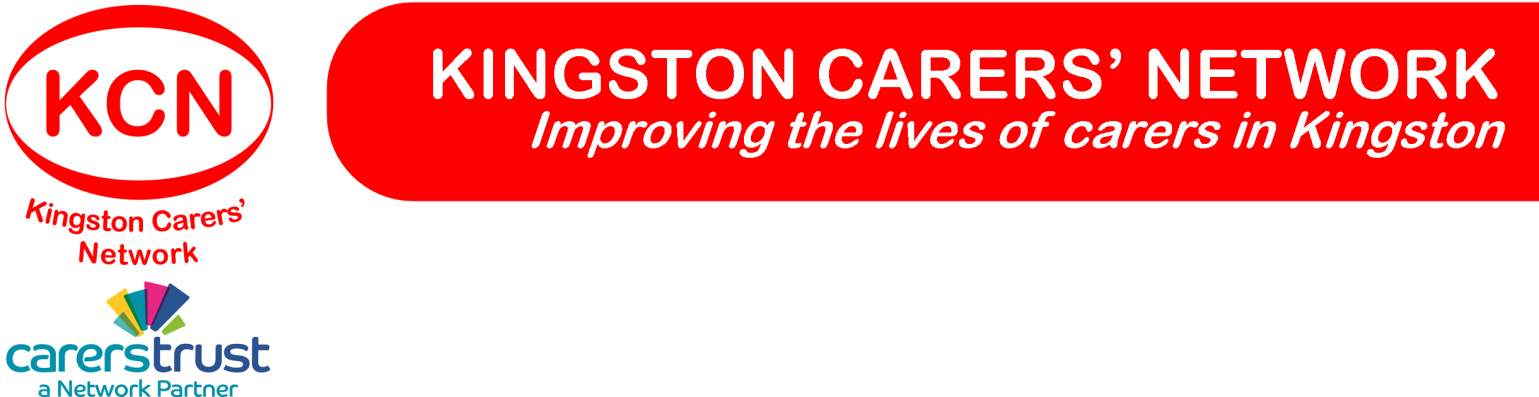 KCN
Kingston Carers’
Network
carerstrust
a Network Partner
KINGSTON CARERS’ NETWORK
Improving the lives of carers in Kingston